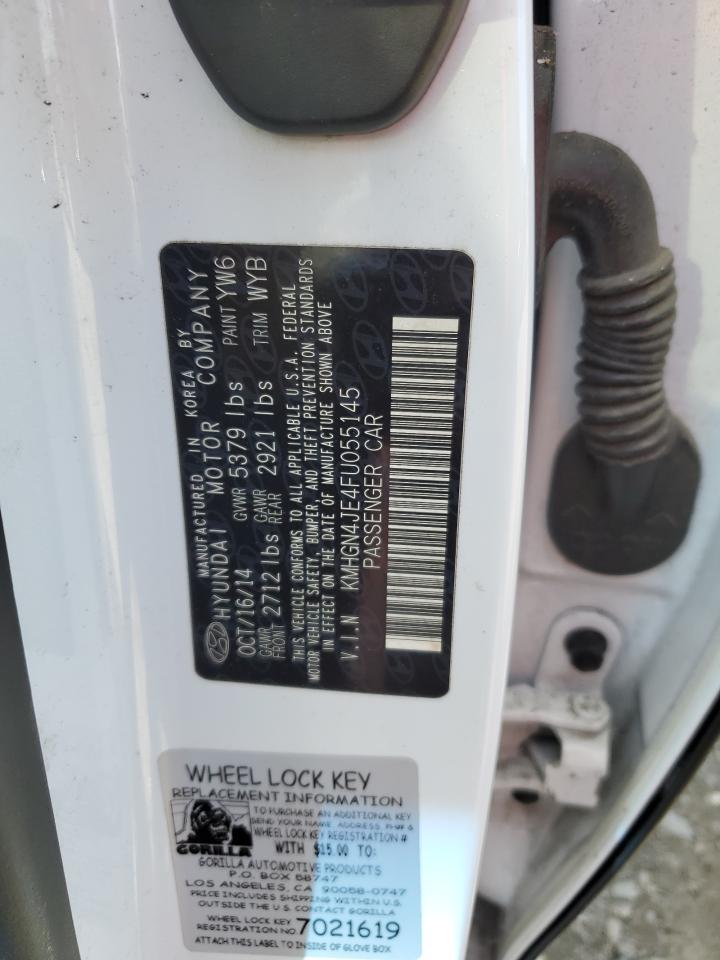 MANUFACTURED IN KOREA BY
HYUNDAI MOTOR COMPANY
OCT/16/14 GVWR 5379 lbs PAINT YW6
GAWR FRONT 2712 lbs GAWR REAR 2921 lbs TRIM WYB
THIS VEHICLE CONFORMS TO ALL APPLICABLE U.S.A. FEDERAL
MOTOR VEHICLE SAFETY, BUMPER, AND THEFT PREVENTION STANDARDS
IN EFFECT ON THE DATE OF MANUFACTURE SHOWN ABOVE
V.I.N KMHGN4JE4FU055145
PASSENGER CAR
WHEEL LOCK KEY
REPLACEMENT INFORMATION
TO PURCHASE AN ADDITIONAL KEY
SEND YOUR NAME, ADDRESS, PH# &
WHEEL LOCK KEY REGISTRATION #
WITH $15.00 TO:
GORILLA
GORILLA AUTOMOTIVE PRODUCTS
P.O. BOX 58747
LOS ANGELES, CA 90058-0747
PRICE INCLUDES SHIPPING WITHIN U.S.
OUTSIDE THE U.S. CONTACT GORILLA
WHEEL LOCK KEY
REGISTRATION NO. 7021619
ATTACH THIS LABEL TO INSIDE OF GLOVE BOX